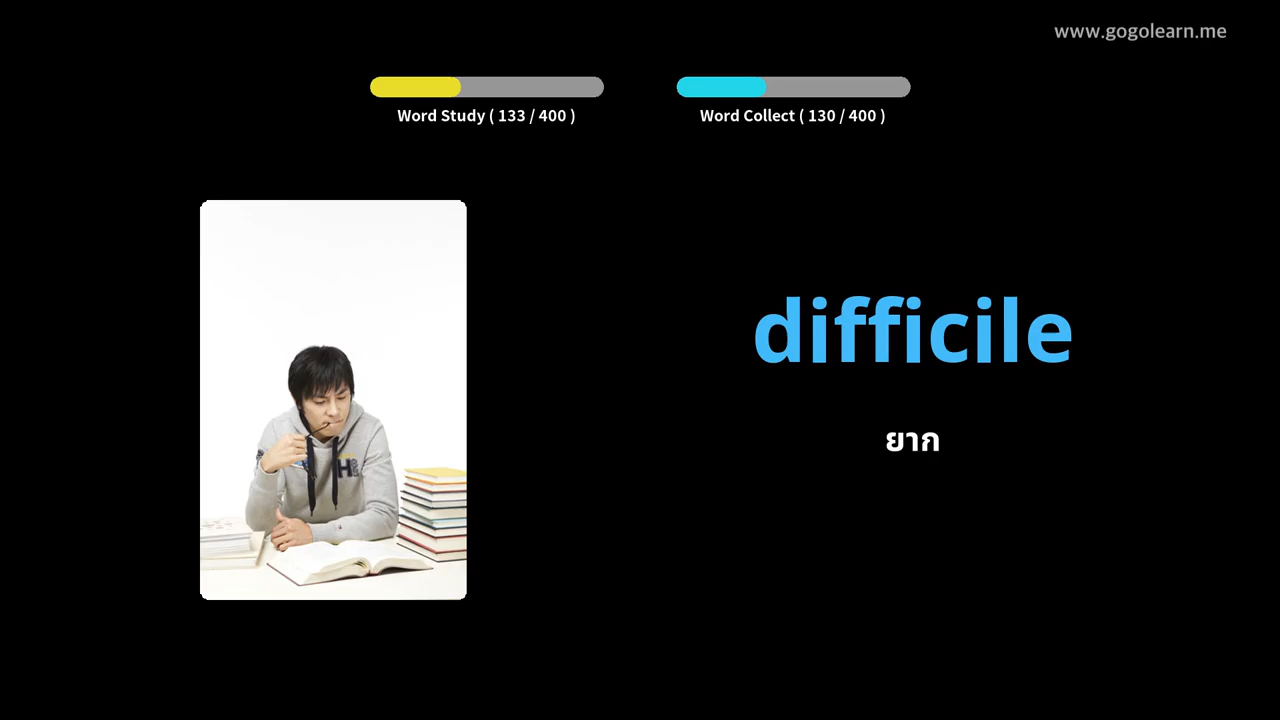 www.gogolearn.me
Word Study ( 133 / 400 )
Word Collect ( 130 / 400 )
difficile
ยาก
H